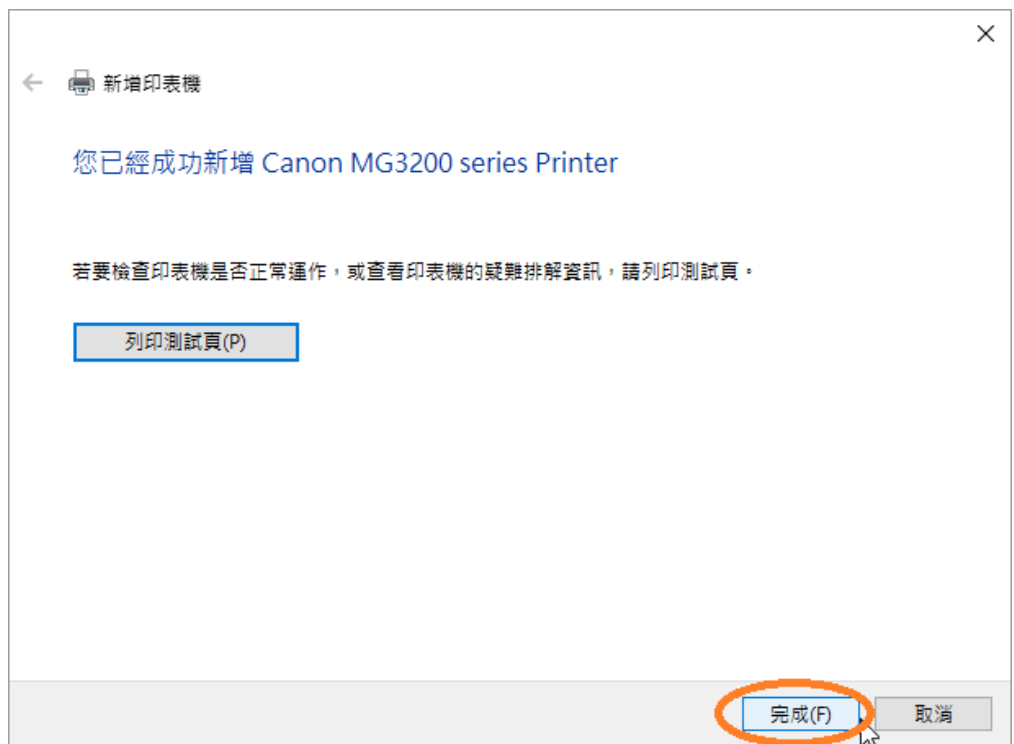 新增印表機
您已經成功新增 Canon MG3200 series Printer
若要檢查印表機是否正常運作，或查看印表機的疑難排解資訊，請列印測試頁。
列印測試頁(P)
完成(F)
取消